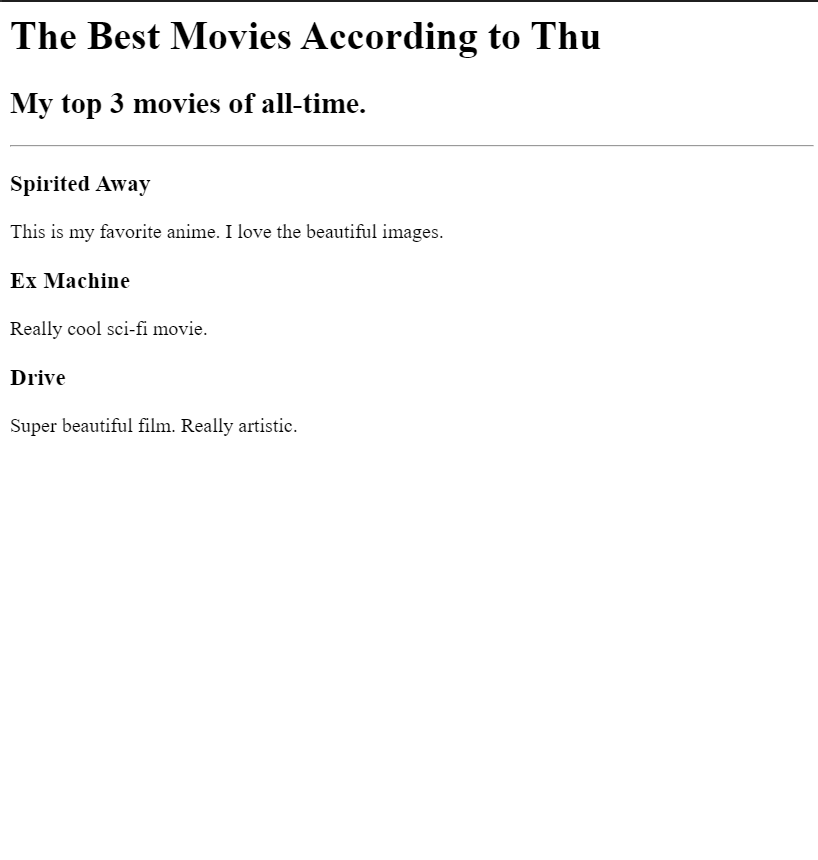 The Best Movies According to Thu
My top 3 movies of all-time.
Spirited Away
This is my favorite anime. I love the beautiful images.
Ex Machine
Really cool sci-fi movie.
Drive
Super beautiful film. Really artistic.